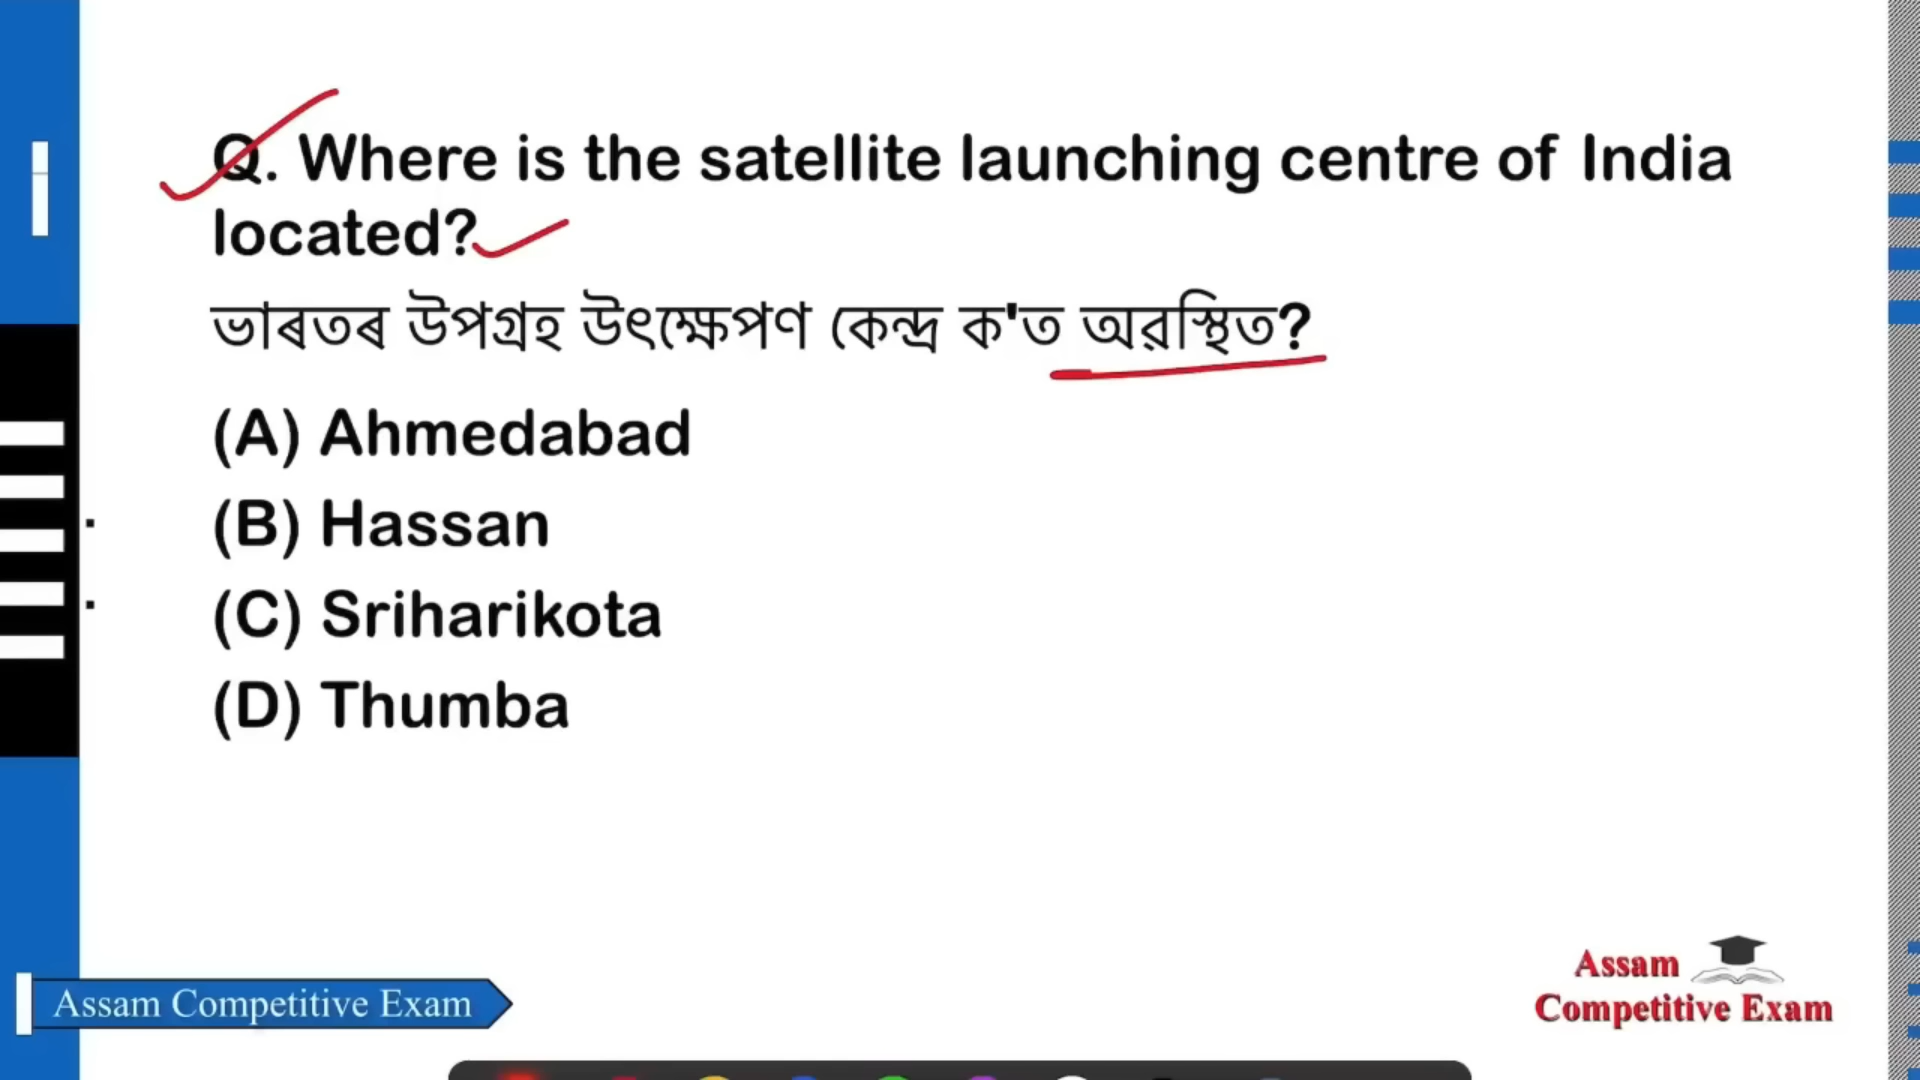 Q. Where is the satellite launching centre of India
located?
ভাৰতৰ উপগ্ৰহ উৎক্ষেপণ কেন্দ্ৰ ক'ত অৱস্থিত?
(A) Ahmedabad
(B) Hassan
(C) Sriharikota
(D) Thumba
Assam Competitive Exam
Assam
Competitive Exam